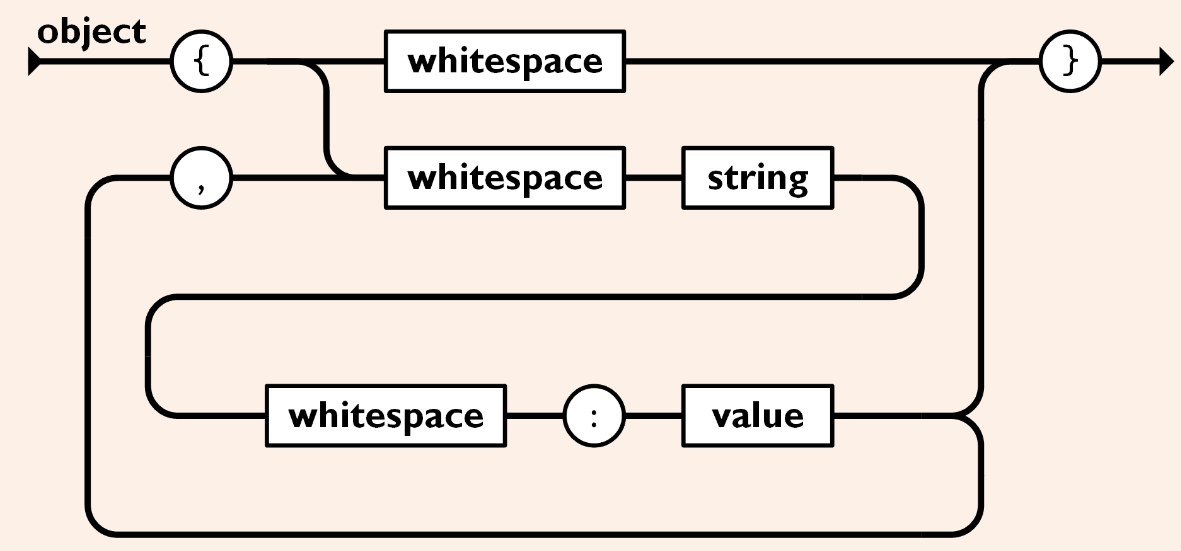 object
{ whitespace }
, whitespace string
whitespace : value